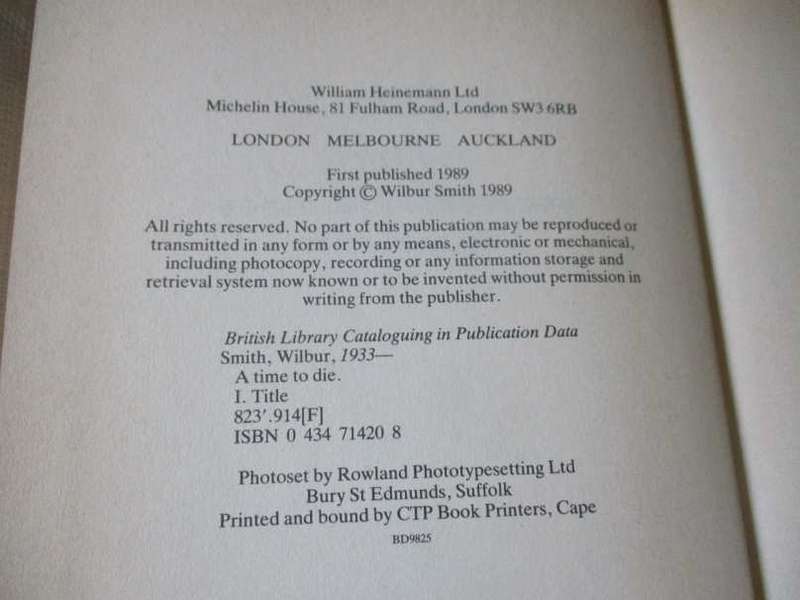 William Heinemann Ltd
Michelin House, 81 Fulham Road, London SW3 6RB
LONDON MELBOURNE AUCKLAND
First published 1989
Copyright © Wilbur Smith 1989
All rights reserved. No part of this publication may be reproduced or
transmitted in any form or by any means, electronic or mechanical,
including photocopy, recording or any information storage and
retrieval system now known or to be invented without permission in
writing from the publisher.
British Library Cataloguing in Publication Data
Smith, Wilbur, 1933—
A time to die.
I. Title
823'.914[F]
ISBN 0 434 71420 8
Photoset by Rowland Phototypesetting Ltd
Bury St Edmunds, Suffolk
Printed and bound by CTP Book Printers, Cape
BD9825